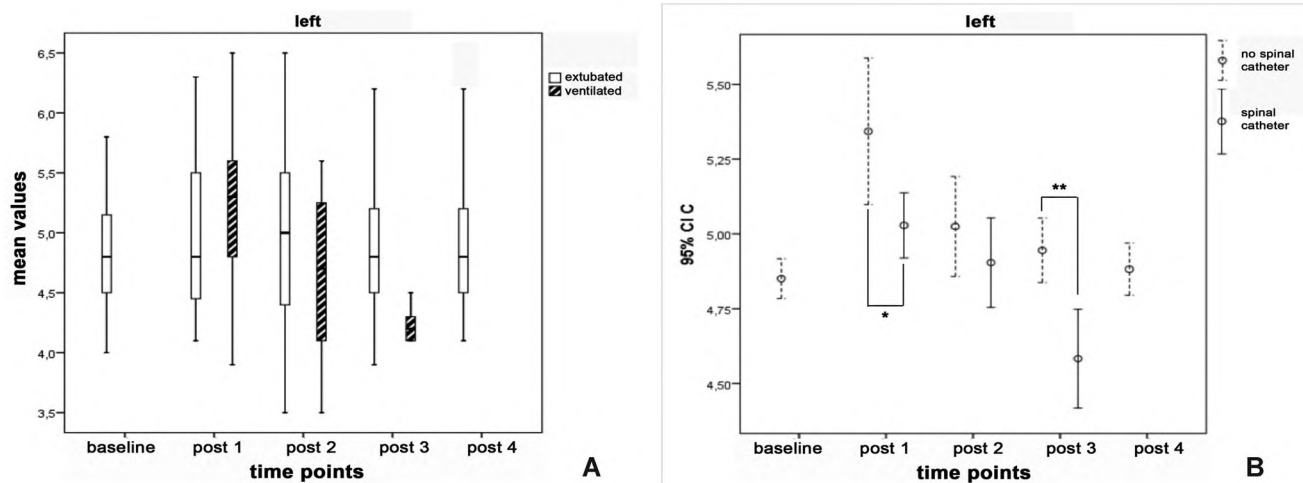 left
6,5
6,0
5,5
5,0
4,5
4,0
3,5
mean values
baseline post 1 post 2 post 3 post 4
time points
extubated
ventilated
A
left
5,50
5,25
5,00
4,75
4,50
95% CI C
*
**
baseline post 1 post 2 post 3 post 4
time points
no spinal
catheter
spinal
catheter
B